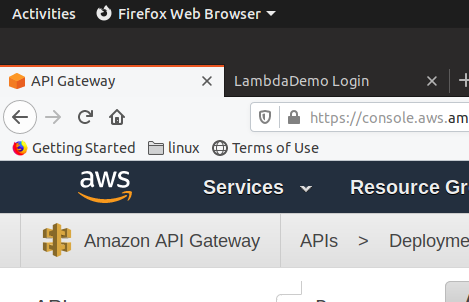 Activities Firefox Web Browser
API Gateway LambdaDemo Login
https://console.aws.am
Getting Started linux Terms of Use
aws Services Resource Gr
Amazon API Gateway APIs > Deployme